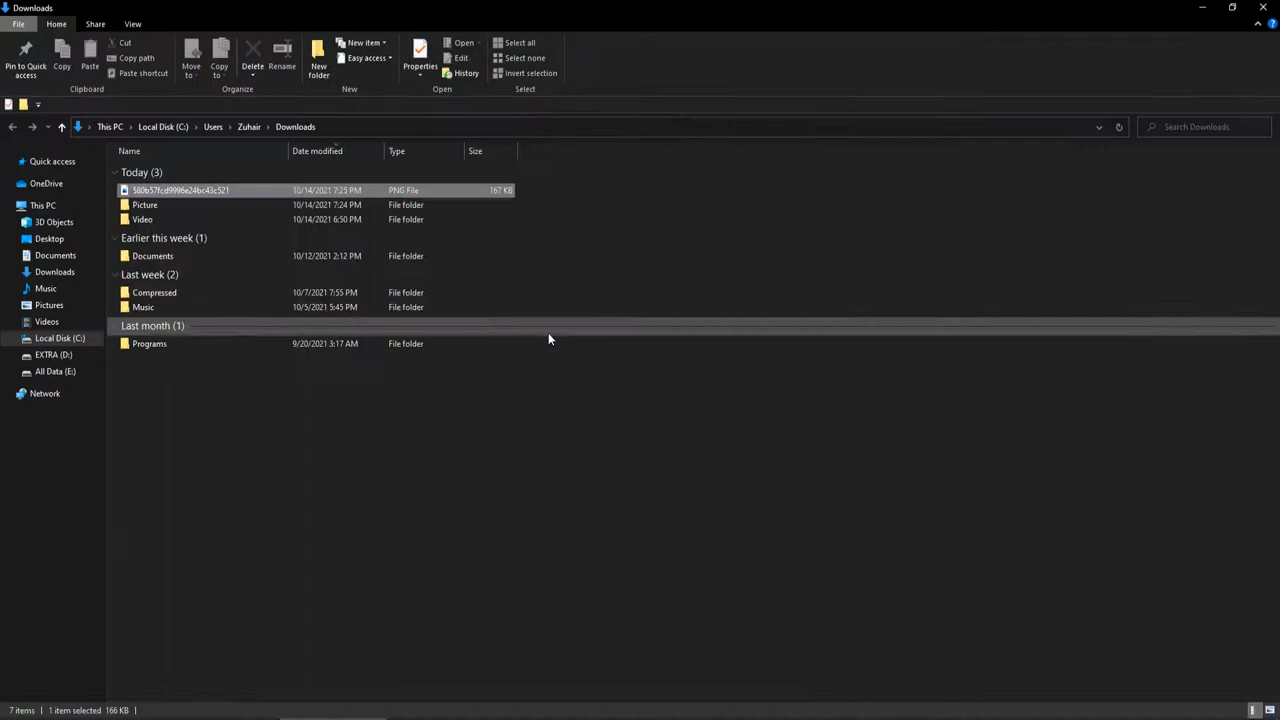 Downloads
File Home Share View
Pin to Quick access
Copy
Paste
Cut
Copy path
Paste shortcut
Clipboard
Move to
Copy to
Delete
Rename
Organize
New folder
New item
Easy access
New
Properties
Open
Edit
History
Open
Select all
Select none
Invert selection
Select
This PC Local Disk (C:) Users Zuhair Downloads
Search Downloads
Quick access
OneDrive
This PC
3D Objects
Desktop
Documents
Downloads
Music
Pictures
Videos
Local Disk (C:)
EXTRA (D:)
All Data (E:)
Network
Name Date modified Type Size
Today (3)
580b57fcd9996e24bc43c521 10/14/2021 7:25 PM PNG File 167 KB
Picture 10/14/2021 7:24 PM File folder
Video 10/14/2021 6:50 PM File folder
Earlier this week (1)
Documents 10/12/2021 2:12 PM File folder
Last week (2)
Compressed 10/7/2021 7:55 PM File folder
Music 10/5/2021 5:45 PM File folder
Last month (1)
Programs 9/20/2021 3:17 AM File folder
7 items 1 item selected 166 KB